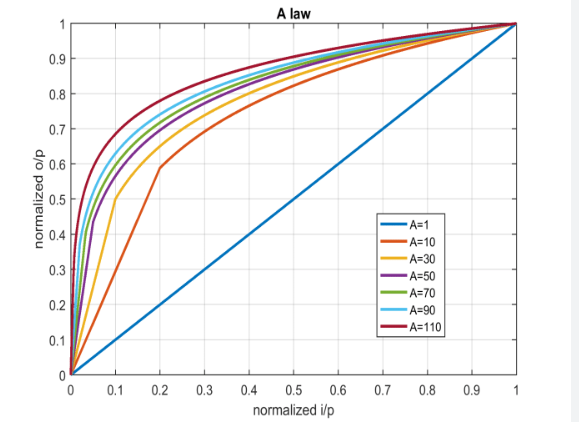 A law
1
0.9
0.8
0.7
0.6
0.5
0.4
0.3
0.2
0.1
0
normalized o/p
A=1
A=10
A=30
A=50
A=70
A=90
A=110
0 0.1 0.2 0.3 0.4 0.5 0.6 0.7 0.8 0.9 1
normalized i/p